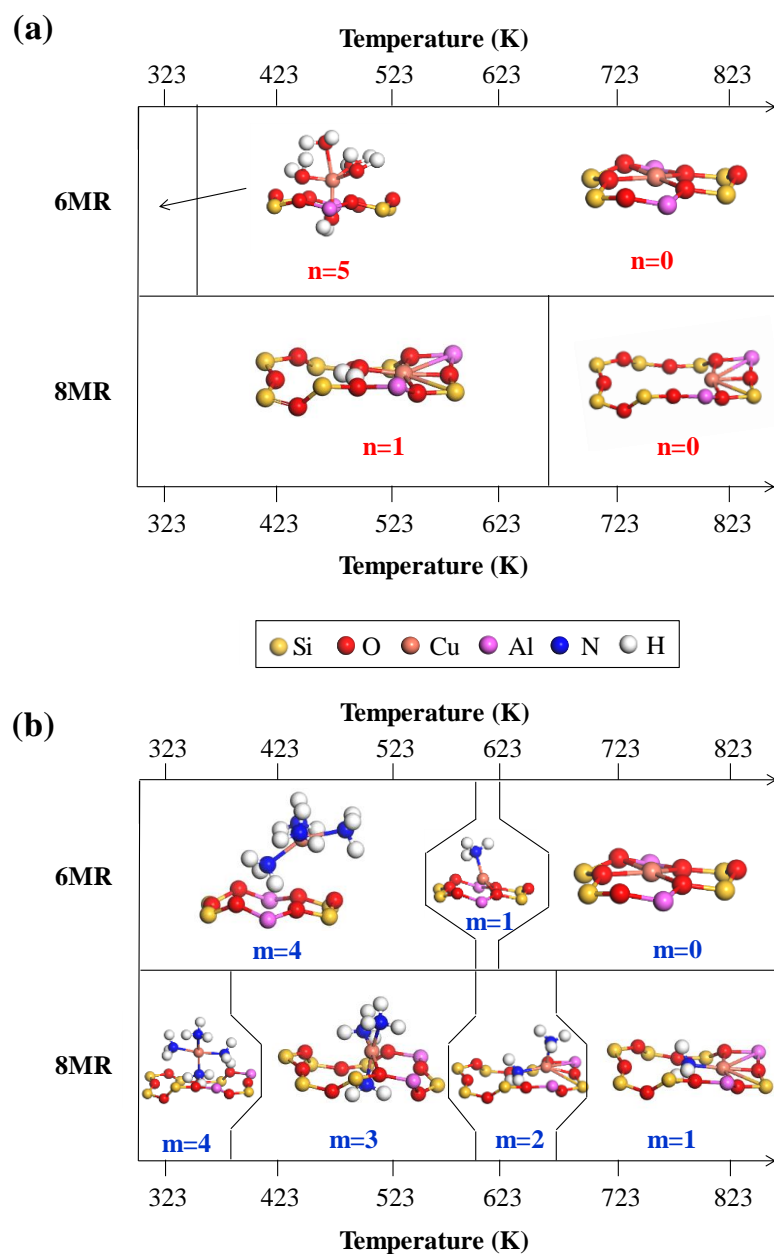 (a)
Temperature (K)
323 423 523 623 723 823
6MR
n=5 n=0
8MR
n=1 n=0
323 423 523 623 723 823
Temperature (K)
Si O Cu Al N H
(b)
Temperature (K)
323 423 523 623 723 823
6MR
m=4 m=1 m=0
8MR
m=4 m=3 m=2 m=1
323 423 523 623 723 823
Temperature (K)